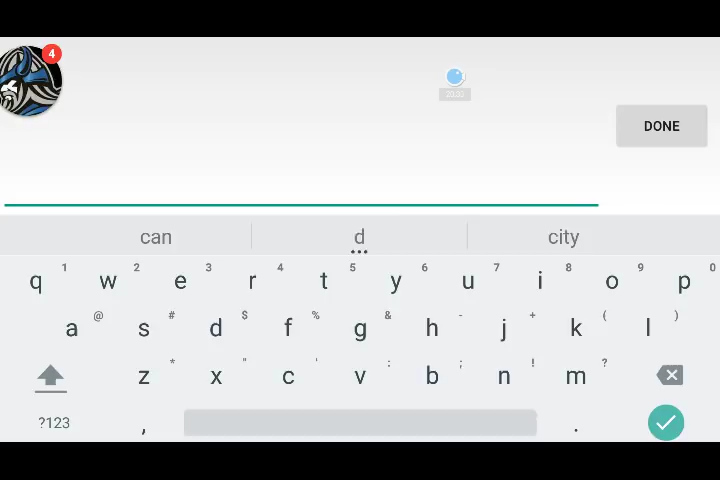 4
DONE
can d city
1 2 3 4 5 6 7 8 9 0
q w e r t y u i o p
@ # $ % & - + ( )
a s d f g h j k l
* " ' : ; ! ?
z x c v b n m
?123 , .